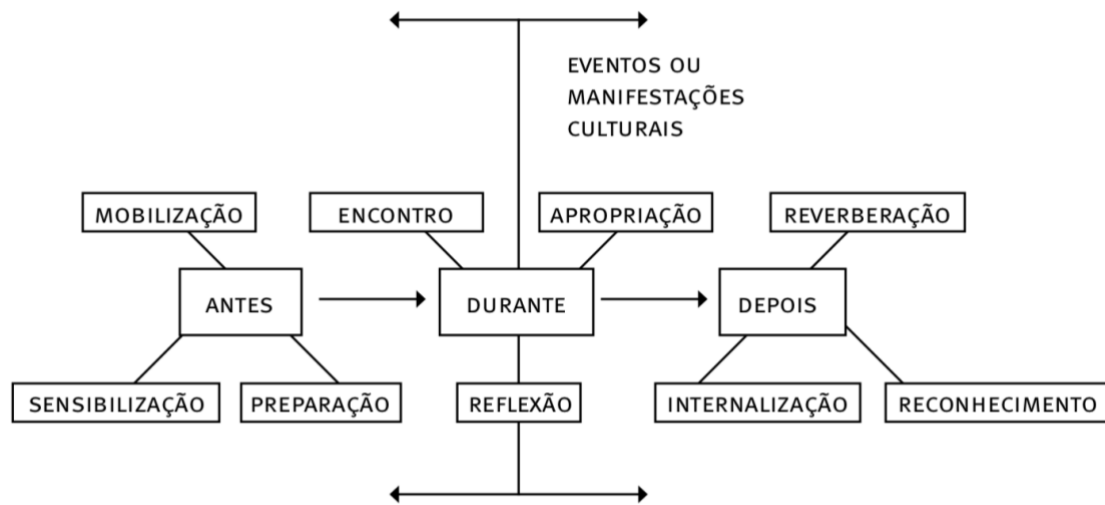 EVENTOS OU
MANIFESTAÇÕES
CULTURAIS
MOBILIZAÇÃO
ENCONTRO
APROPRIAÇÃO
REVERBERAÇÃO
ANTES
DURANTE
DEPOIS
SENSIBILIZAÇÃO
PREPARAÇÃO
REFLEXÃO
INTERNALIZAÇÃO
RECONHECIMENTO